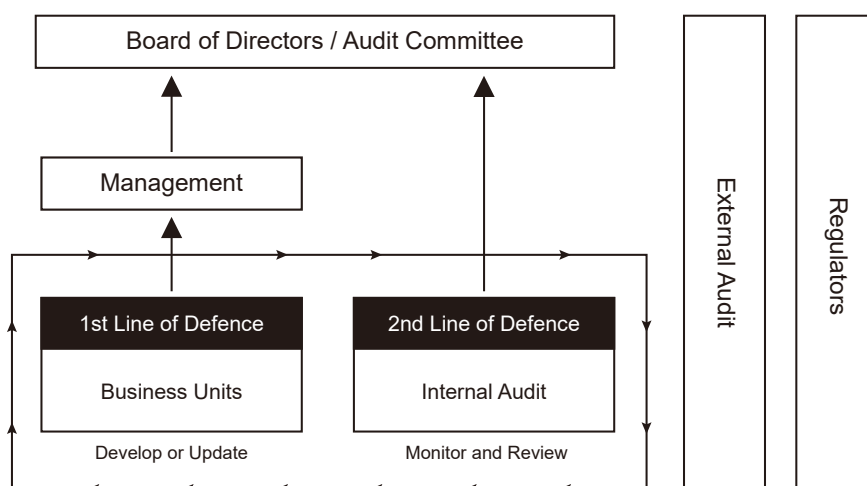 Board of Directors / Audit Committee
Management
1st Line of Defence
2nd Line of Defence
Business Units
Internal Audit
Develop or Update
Monitor and Review
External Audit
Regulators